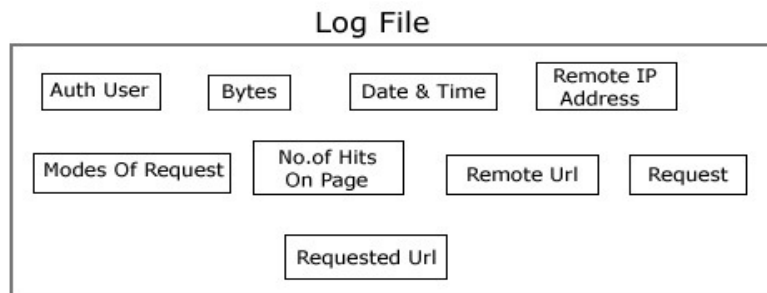 Log File
Auth User
Bytes
Date & Time
Remote IP
Address
Modes Of Request
No.of Hits
On Page
Remote Url
Request
Requested Url